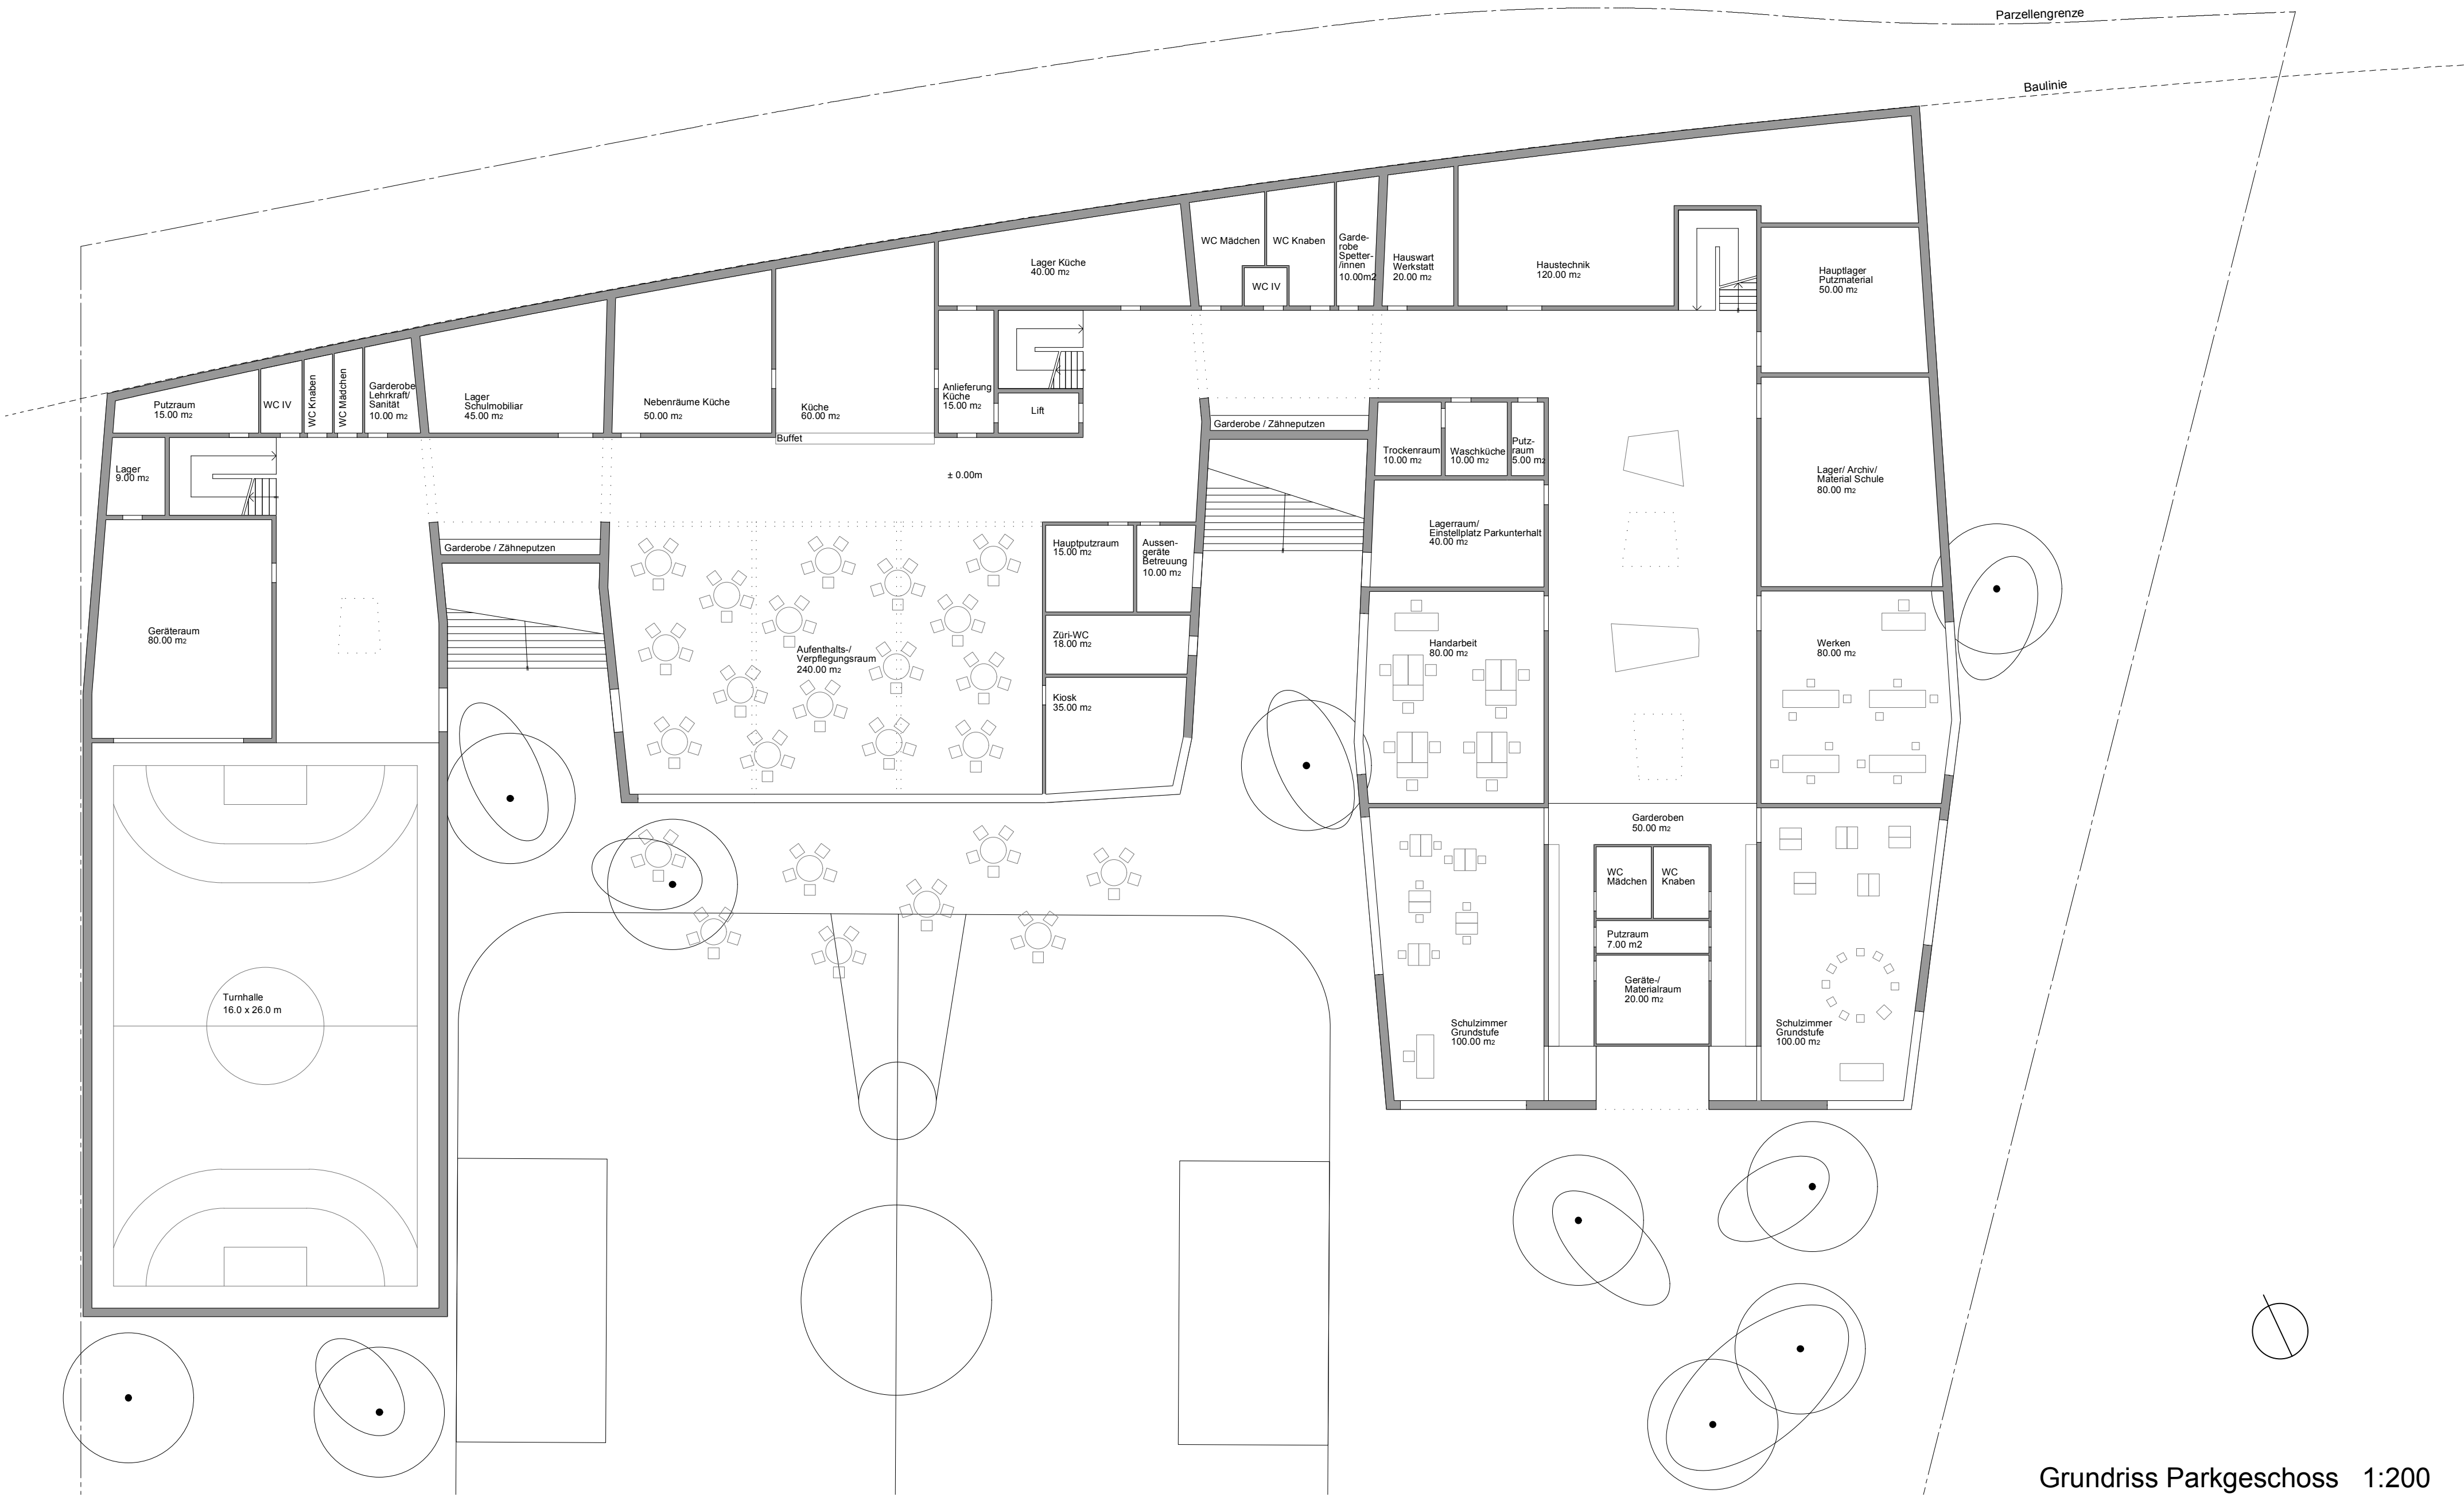 Parzellengrenze
Baulinie
WC Mädchen
WC Knaben
WC IV
Garde-
robe
Spetter-
/innen
10.00m2
Hauswart
Werkstatt
20.00 m2
Haustechnik
120.00 m2
Hauptlager
Putzmaterial
50.00 m2
Lager Küche
40.00 m2
Putzraum
15.00 m2
WC IV
WC Knaben
WC Mädchen
Garderobe
Lehrkraft/
Sanität
10.00 m2
Lager
Schulmobiliar
45.00 m2
Nebenräume Küche
50.00 m2
Küche
60.00 m2
Buffet
Anlieferung
Küche
15.00 m2
Lift
± 0.00m
Garderobe / Zähneputzen
Trockenraum
10.00 m2
Waschküche
10.00 m2
Putz-
raum
5.00 m2
Lager/ Archiv/
Material Schule
80.00 m2
Lager
9.00 m2
Garderobe / Zähneputzen
Hauptputzraum
15.00 m2
Aussen-
geräte
Betreuung
10.00 m2
Lagerraum/
Einstellplatz Parkunterhalt
40.00 m2
Geräteraum
80.00 m2
Aufenthalts-/
Verpflegungsraum
240.00 m2
Züri-WC
18.00 m2
Kiosk
35.00 m2
Handarbeit
80.00 m2
Werken
80.00 m2
Garderoben
50.00 m2
WC
Mädchen
WC
Knaben
Putzraum
7.00 m2
Geräte-/
Materialraum
20.00 m2
Turnhalle
16.0 x 26.0 m
Schulzimmer
Grundstufe
100.00 m2
Schulzimmer
Grundstufe
100.00 m2
Grundriss Parkgeschoss 1:200